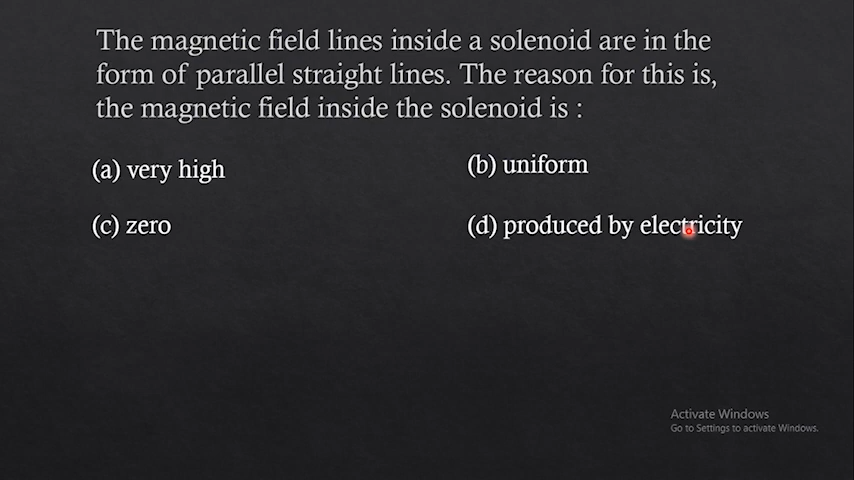 The magnetic field lines inside a solenoid are in the
form of parallel straight lines. The reason for this is,
the magnetic field inside the solenoid is :
(a) very high
(b) uniform
(c) zero
(d) produced by electricity
Activate Windows
Go to Settings to activate Windows.